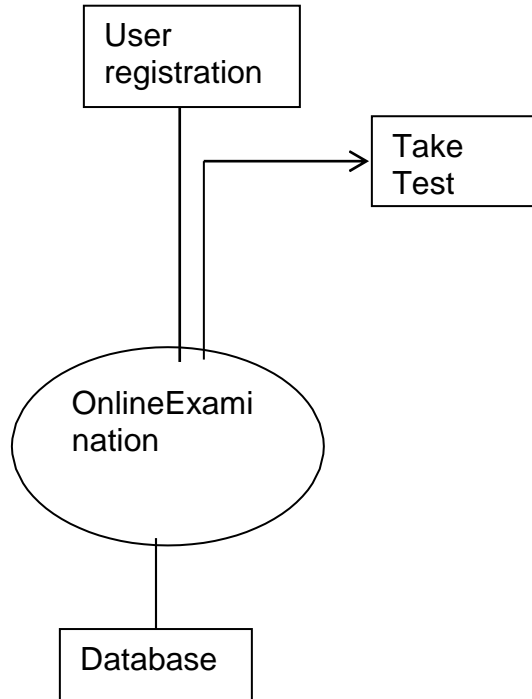 User
registration
Take
Test
OnlineExami
nation
Database